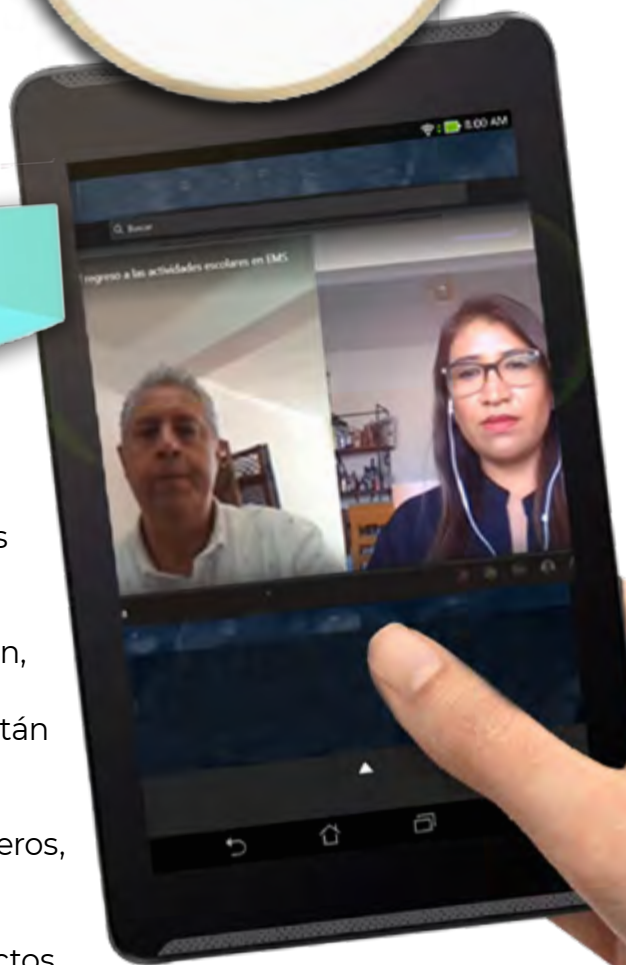 8:00 AM
Buscar
regreso a las actividades escolares en EMS
s
n,
tán
eros,
ctos